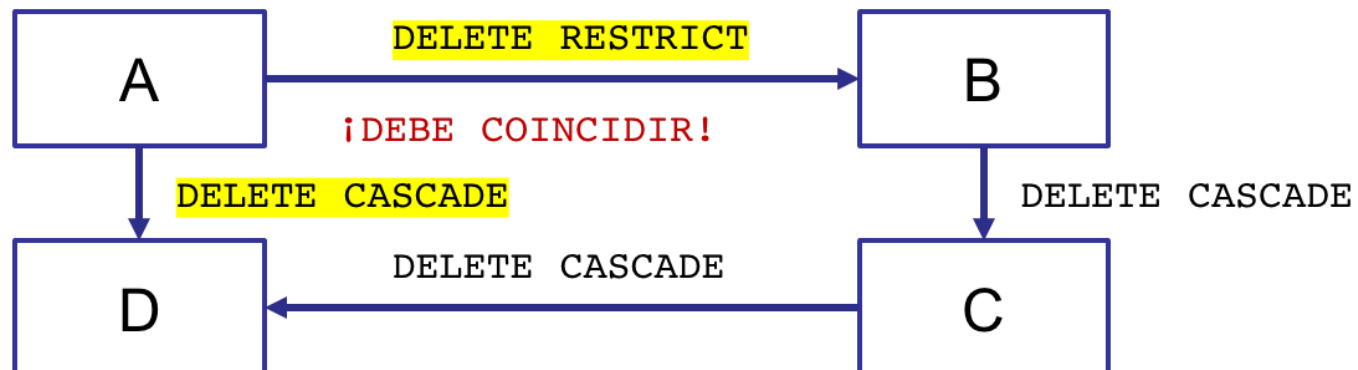 A
DELETE RESTRICT
B
¡DEBE COINCIDIR!
DELETE CASCADE
DELETE CASCADE
D
DELETE CASCADE
C